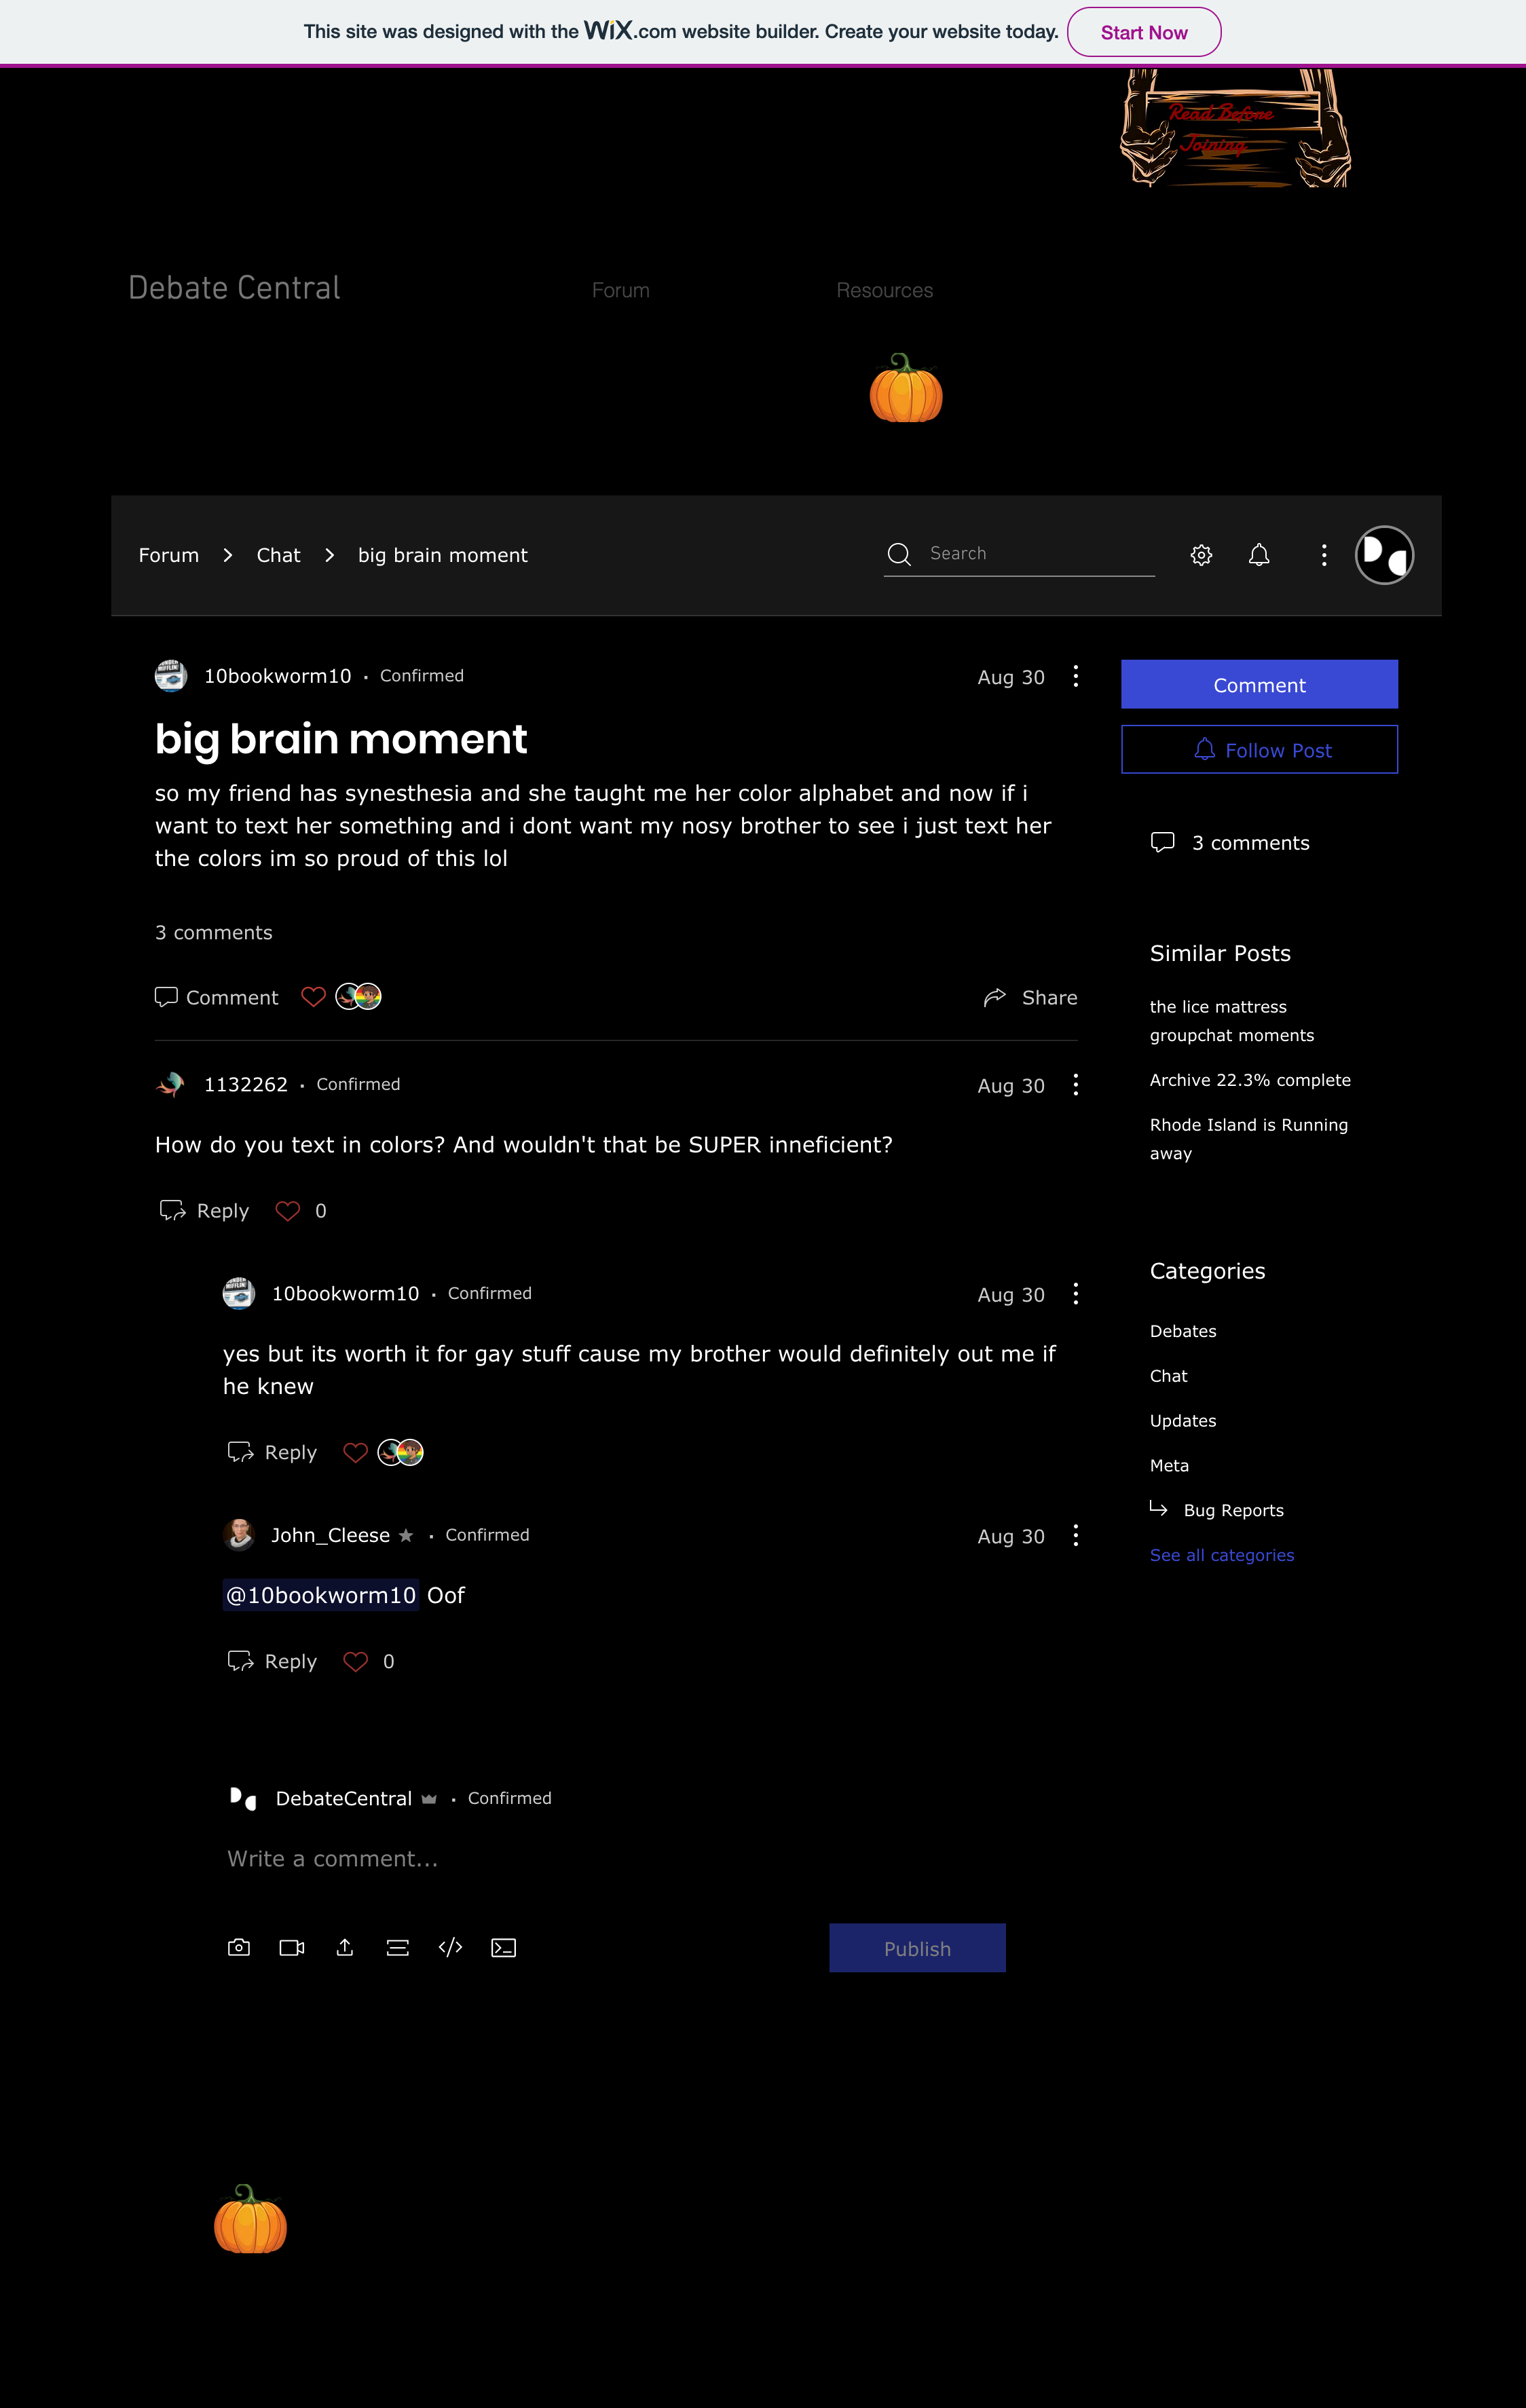 This site was designed with the WiX.com website builder. Create your website today. Start Now
Read Before
Joining
Debate Central Forum Resources
Forum Chat big brain moment Search
10bookworm10 · Confirmed Aug 30
big brain moment
so my friend has synesthesia and she taught me her color alphabet and now if i
want to text her something and i dont want my nosy brother to see i just text her
the colors im so proud of this lol
3 comments
Comment Share
1132262 · Confirmed Aug 30
How do you text in colors? And wouldn't that be SUPER inneficient?
Reply 0
10bookworm10 · Confirmed Aug 30
yes but its worth it for gay stuff cause my brother would definitely out me if
he knew
Reply
John_Cleese · Confirmed Aug 30
@10bookworm10 Oof
Reply 0
DebateCentral · Confirmed
Write a comment...
Publish
Comment
Follow Post
3 comments
Similar Posts
the lice mattress
groupchat moments
Archive 22.3% complete
Rhode Island is Running
away
Categories
Debates
Chat
Updates
Meta
Bug Reports
See all categories